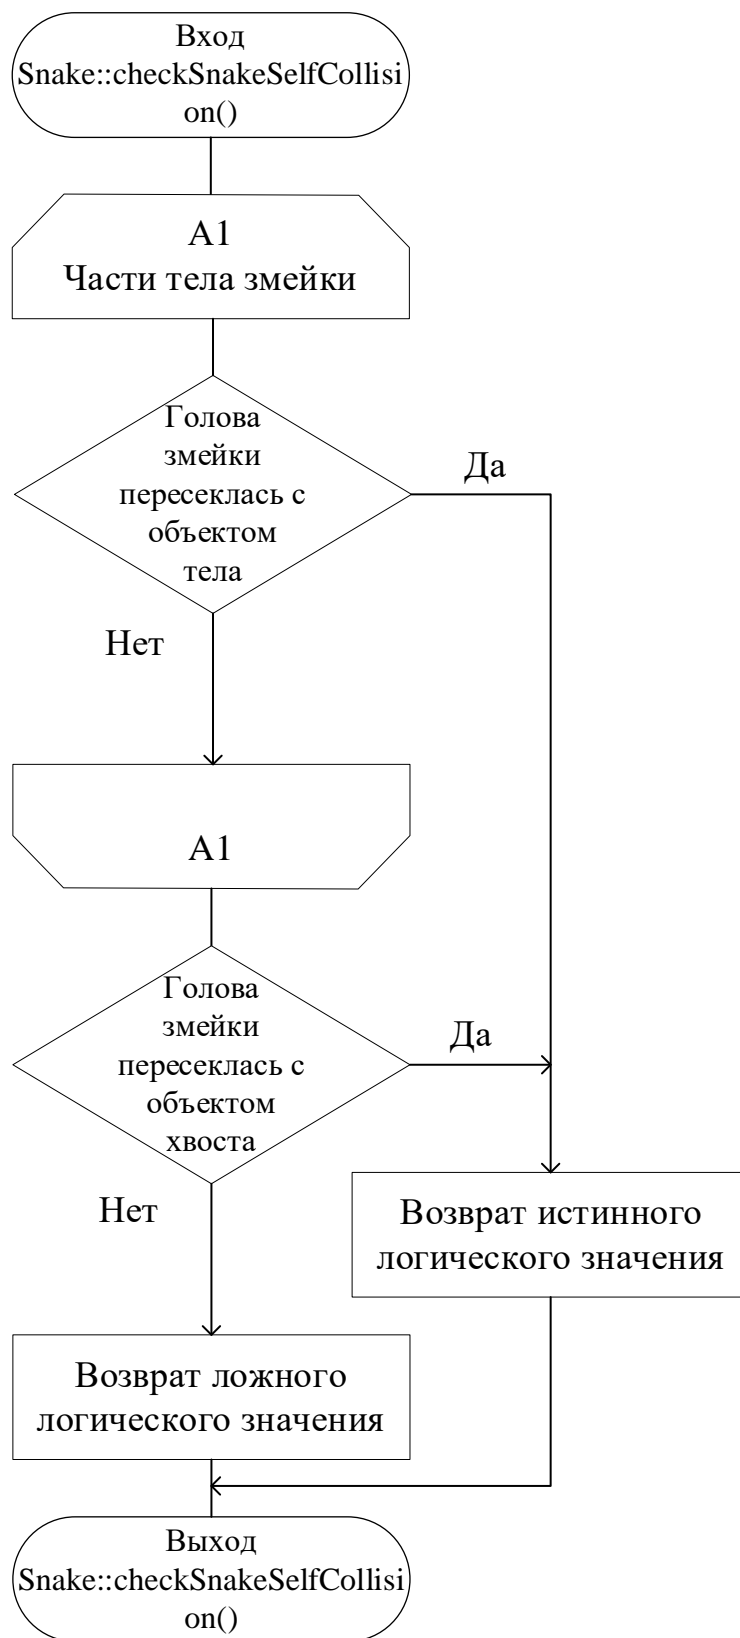 Вход
Snake::checkSnakeSelfCollisi
on()
A1
Части тела змейки
Голова
змейки
пересеклась с
объектом
тела
Да
Нет
A1
Голова
змейки
пересеклась с
объектом
хвоста
Да
Нет
Возврат истинного
логического значения
Возврат ложного
логического значения
Выход
Snake::checkSnakeSelfCollisi
on()